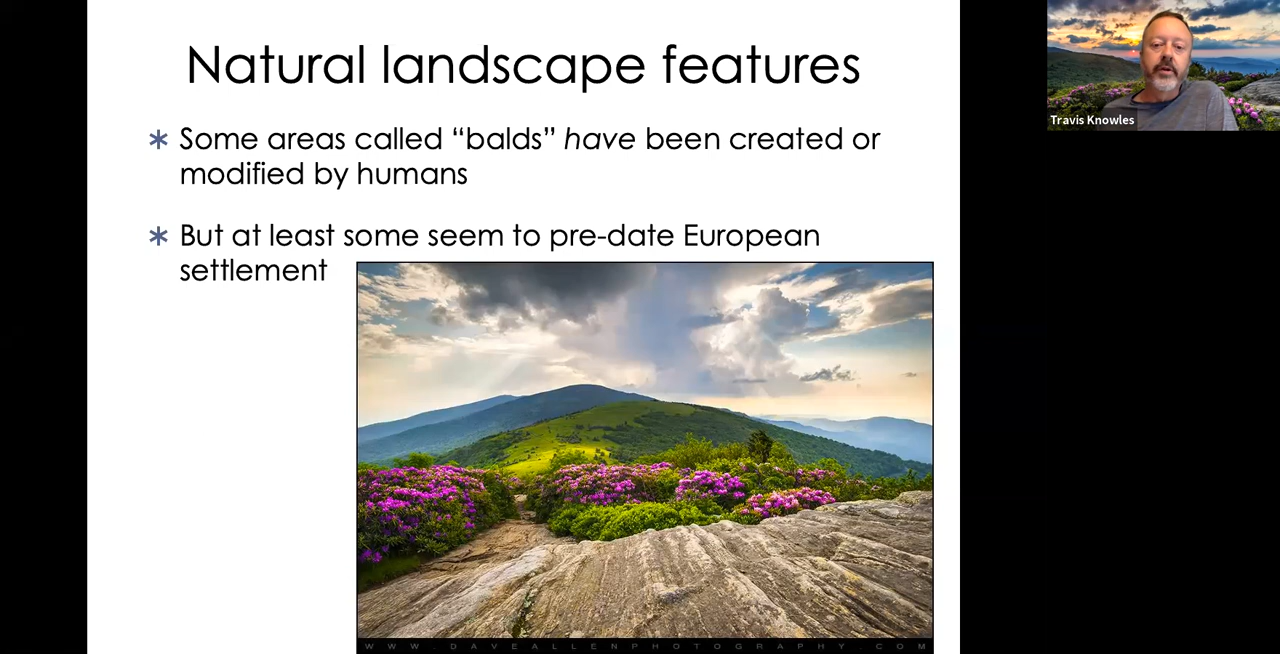 Natural landscape features
Travis Knowles
* Some areas called “balds” have been created or
modified by humans
* But at least some seem to pre-date European
settlement
WWW.DAVEALLENPHOTOGRAPHY.COM